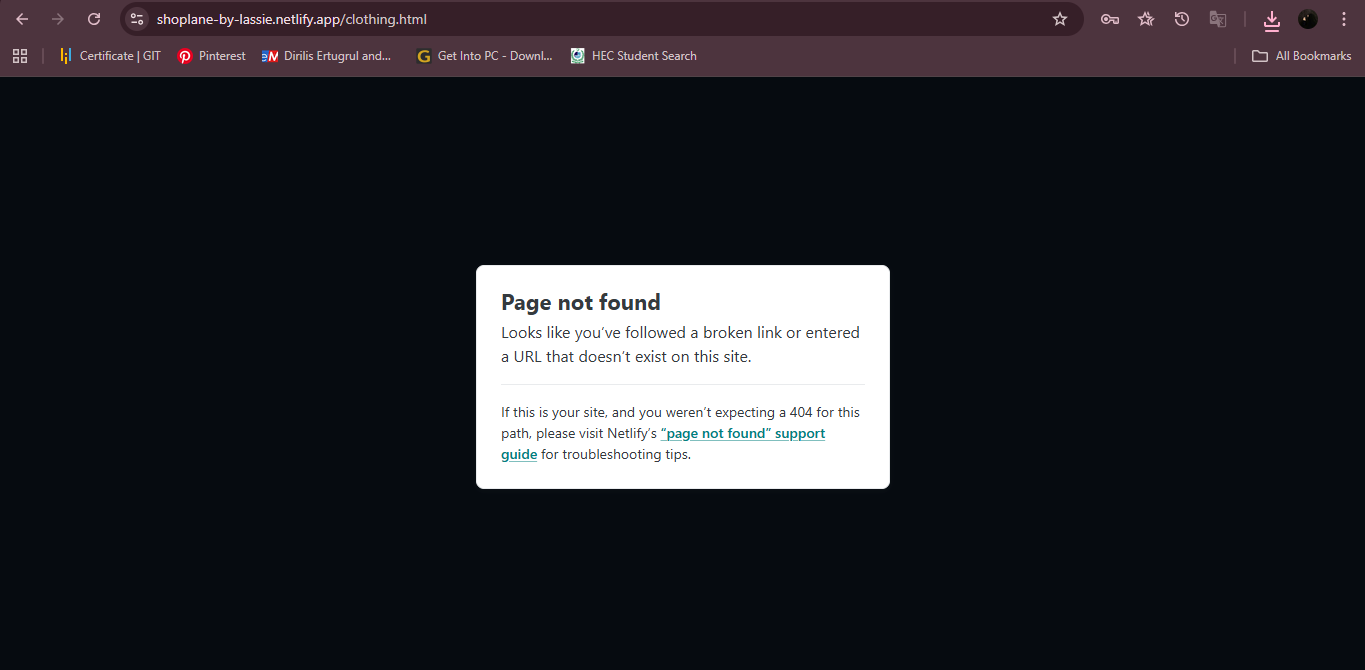 shoplane-by-lassie.netlify.app/clothing.html
Certificate | GIT
Pinterest
Dirilis Ertugrul and...
Get Into PC - Downl...
HEC Student Search
All Bookmarks
Page not found
Looks like you’ve followed a broken link or entered
a URL that doesn’t exist on this site.
If this is your site, and you weren’t expecting a 404 for this
path, please visit Netlify’s “page not found” support
guide for troubleshooting tips.